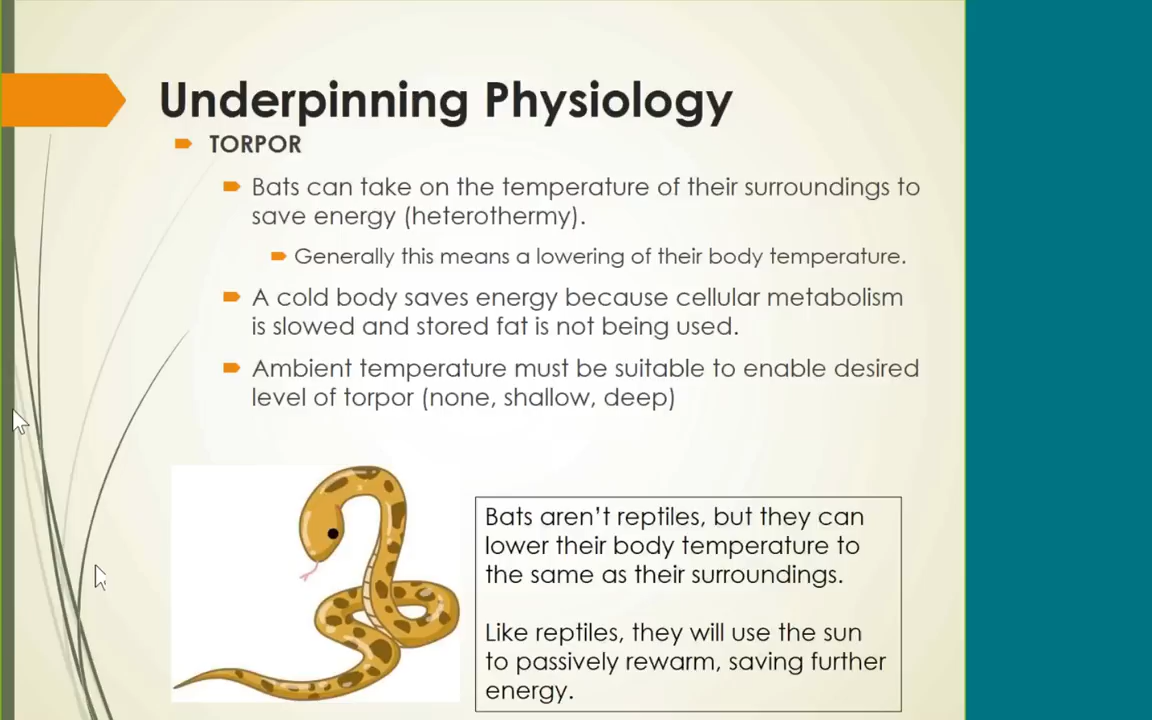 Underpinning Physiology
TORPOR
Bats can take on the temperature of their surroundings to
save energy (heterothermy).
Generally this means a lowering of their body temperature.
A cold body saves energy because cellular metabolism
is slowed and stored fat is not being used.
Ambient temperature must be suitable to enable desired
level of torpor (none, shallow, deep)
Bats aren't reptiles, but they can
lower their body temperature to
the same as their surroundings.
Like reptiles, they will use the sun
to passively rewarm, saving further
energy.